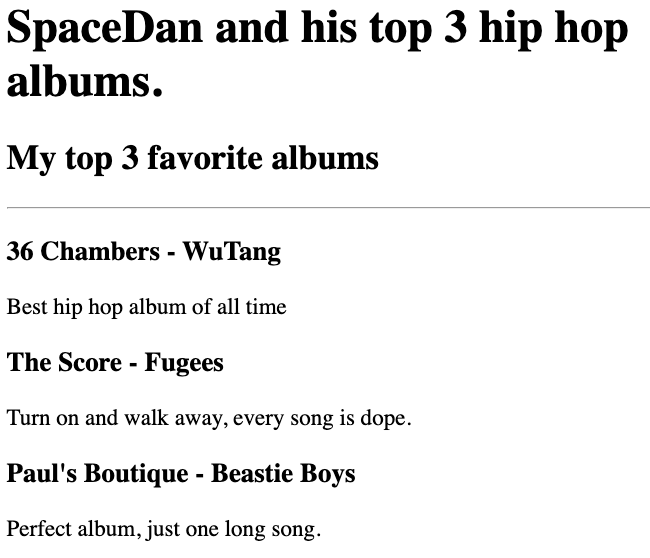 SpaceDan and his top 3 hip hop
albums.
My top 3 favorite albums
36 Chambers - WuTang
Best hip hop album of all time
The Score - Fugees
Turn on and walk away, every song is dope.
Paul's Boutique - Beastie Boys
Perfect album, just one long song.